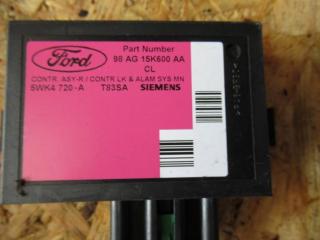 Ford
Part Number
98 AG 15K600 AA
CL
CONTR. ASY-R / CONTR LK & ALAM SYS MN
5WK4 720-A T83SA SIEMENS